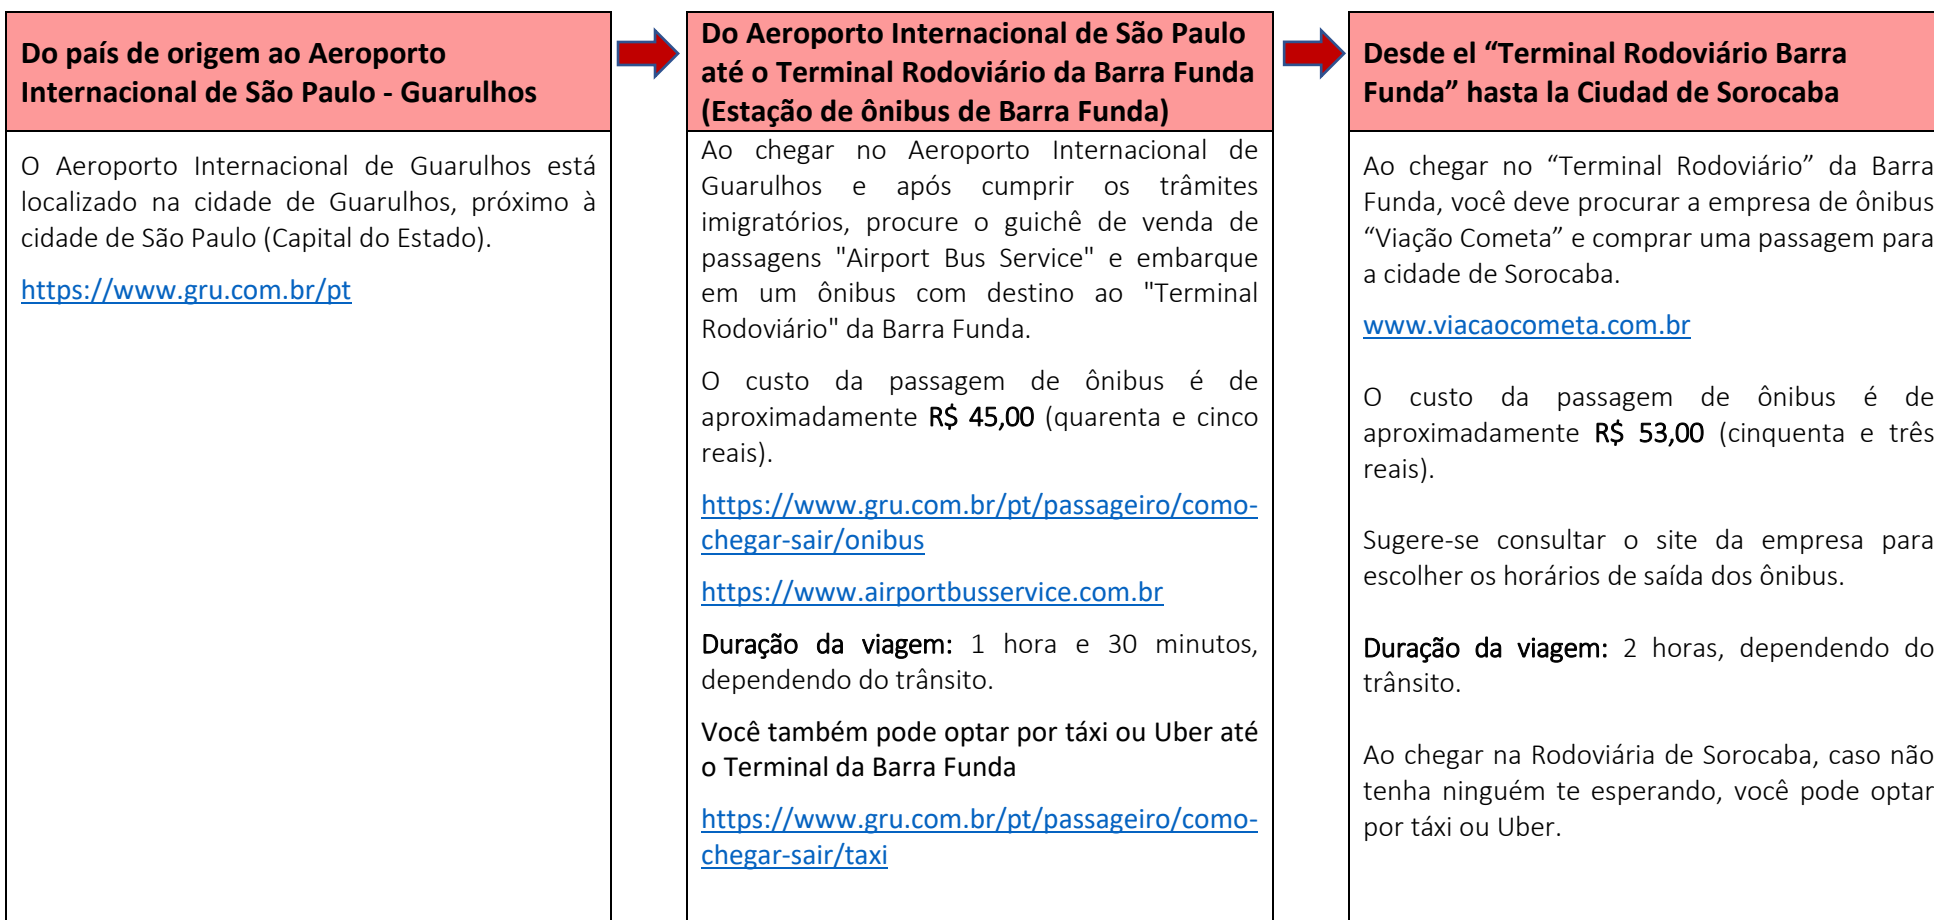 Do país de origem ao Aeroporto
Internacional de São Paulo - Guarulhos
O Aeroporto Internacional de Guarulhos está
localizado na cidade de Guarulhos, próximo à
cidade de São Paulo (Capital do Estado).
https://www.gru.com.br/pt
Do Aeroporto Internacional de São Paulo
até o Terminal Rodoviário da Barra Funda
(Estação de ônibus de Barra Funda)
Ao chegar no Aeroporto Internacional de
Guarulhos e após cumprir os trâmites
imigratórios, procure o guichê de venda de
passagens "Airport Bus Service" e embarque
em um ônibus com destino ao "Terminal
Rodoviário" da Barra Funda.
O custo da passagem de ônibus é de
aproximadamente R$ 45,00 (quarenta e cinco
reais).
https://www.gru.com.br/pt/passageiro/como-
chegar-sair/onibus
https://www.airportbusservice.com.br
Duração da viagem: 1 hora e 30 minutos,
dependendo do trânsito.
Você também pode optar por táxi ou Uber até
o Terminal da Barra Funda
https://www.gru.com.br/pt/passageiro/como-
chegar-sair/taxi
Desde el “Terminal Rodoviário Barra
Funda” hasta la Ciudad de Sorocaba
Ao chegar no “Terminal Rodoviário” da Barra
Funda, você deve procurar a empresa de ônibus
“Viação Cometa” e comprar uma passagem para
a cidade de Sorocaba.
www.viacaocometa.com.br
O custo da passagem de ônibus é de
aproximadamente R$ 53,00 (cinquenta e três
reais).
Sugere-se consultar o site da empresa para
escolher os horários de saída dos ônibus.
Duração da viagem: 2 horas, dependendo do
trânsito.
Ao chegar na Rodoviária de Sorocaba, caso não
tenha ninguém te esperando, você pode optar
por táxi ou Uber.